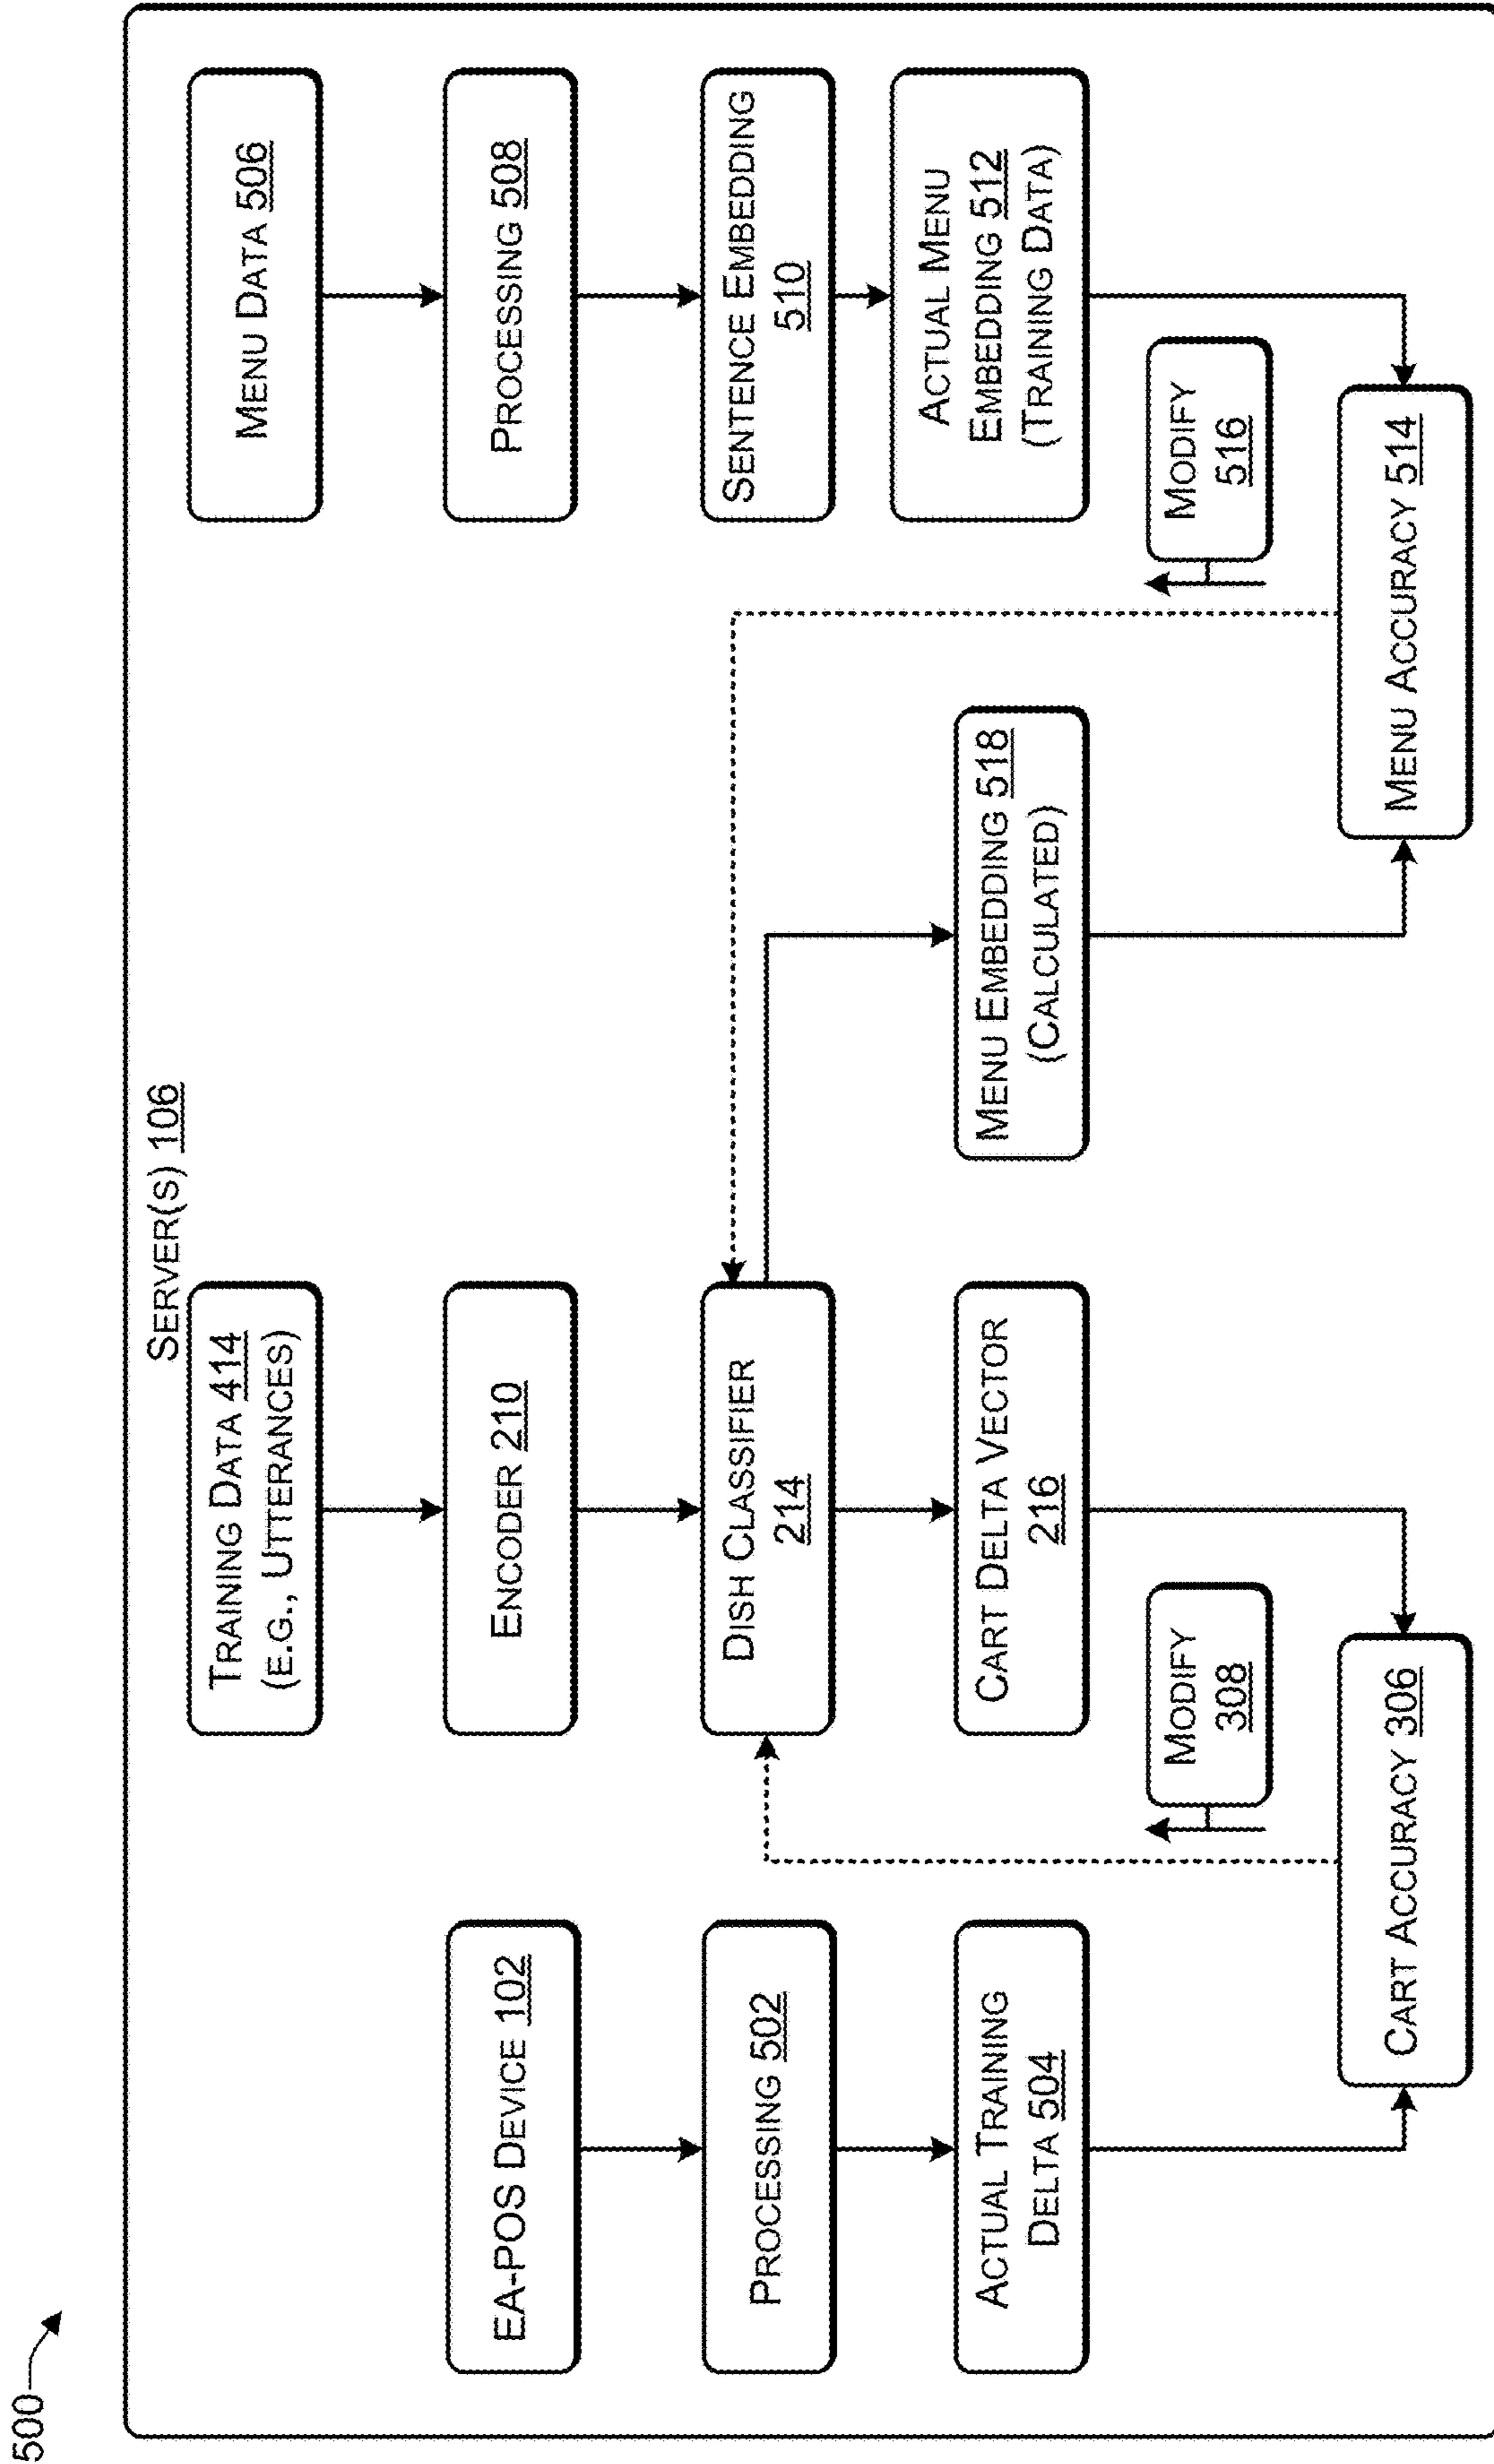 500
SERVER(S) 106
TRAINING DATA 414
(E.G., UTTERANCES)
MENU DATA 506
EA-POS DEVICE 102
ENCODER 210
PROCESSING 508
PROCESSING 502
DISH CLASSIFIER
214
SENTENCE EMBEDDING
510
ACTUAL TRAINING
DELTA 504
CART DELTA VECTOR
216
MENU EMBEDDING 518
(CALCULATED)
ACTUAL MENU
EMBEDDING 512
(TRAINING DATA)
MODIFY
308
MODIFY
516
CART ACCURACY 306
MENU ACCURACY 514